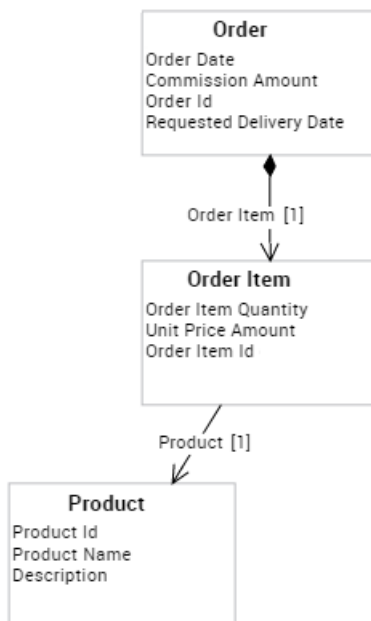 Order
Order Date
Commission Amount
Order Id
Requested Delivery Date
Order Item [1]
Order Item
Order Item Quantity
Unit Price Amount
Order Item Id
Product [1]
Product
Product Id
Product Name
Description